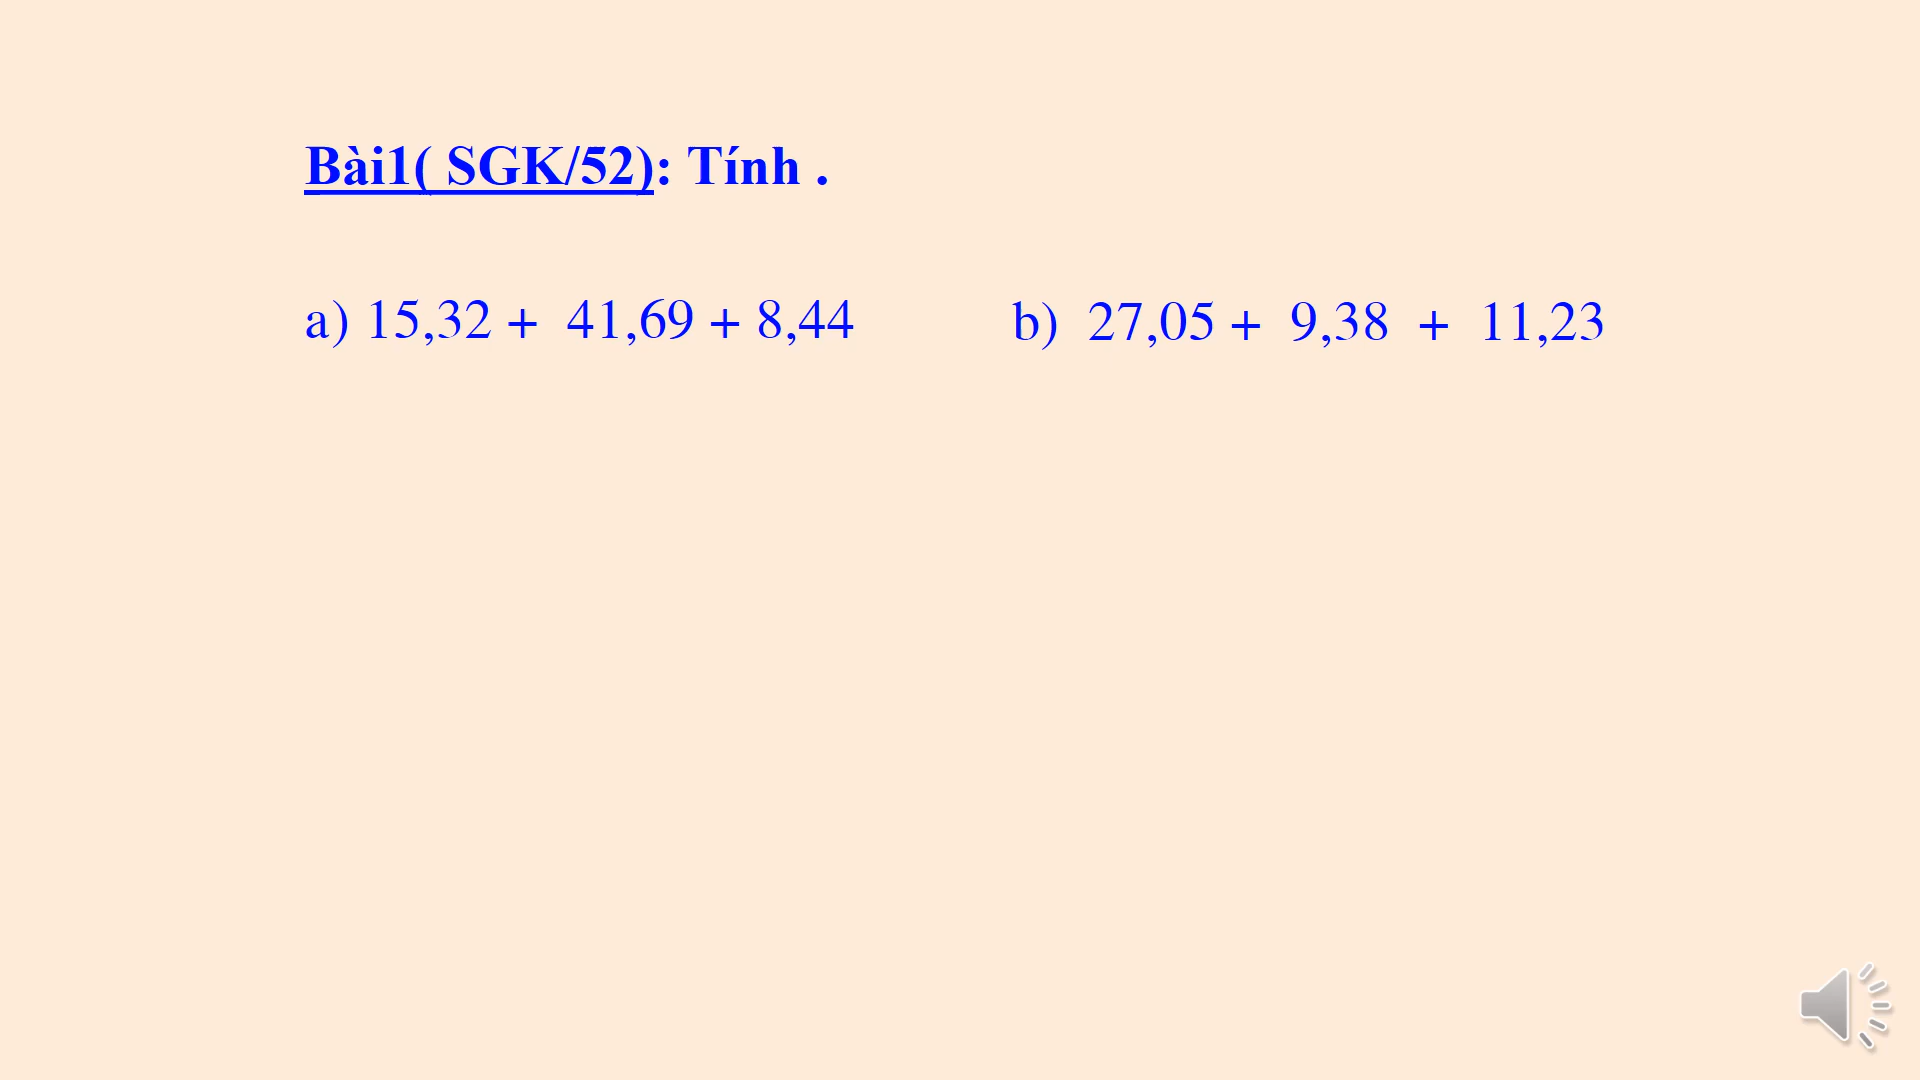 Bài1( SGK/52): Tính .
a) 15,32 + 41,69 + 8,44
b) 27,05 + 9,38 + 11,23